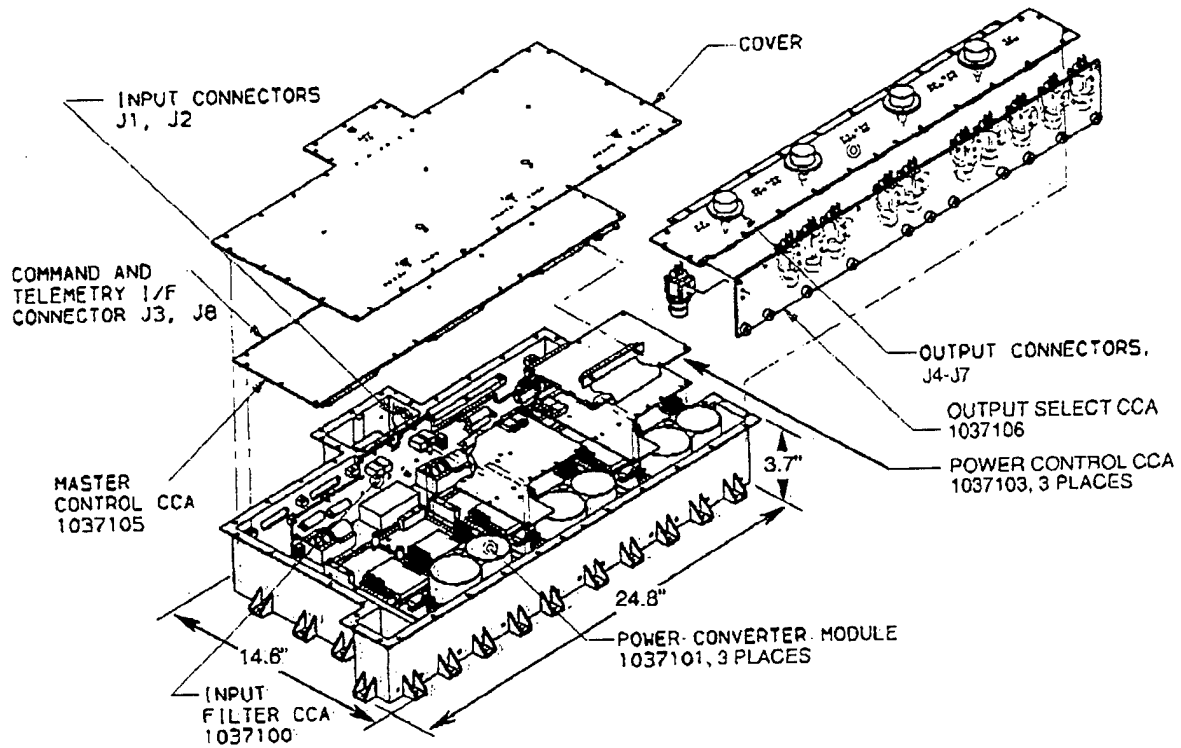 COVER
INPUT CONNECTORS
J1, J2
COMMAND AND
TELEMETRY I/F
CONNECTOR J3, J8
OUTPUT CONNECTORS,
J4-J7
OUTPUT SELECT CCA
1037106
POWER CONTROL CCA
1037103, 3 PLACES
3.7"
MASTER
CONTROL CCA
1037105
24.8"
14.6"
POWER CONVERTER MODULE
1037101, 3 PLACES
INPUT
FILTER CCA
1037100